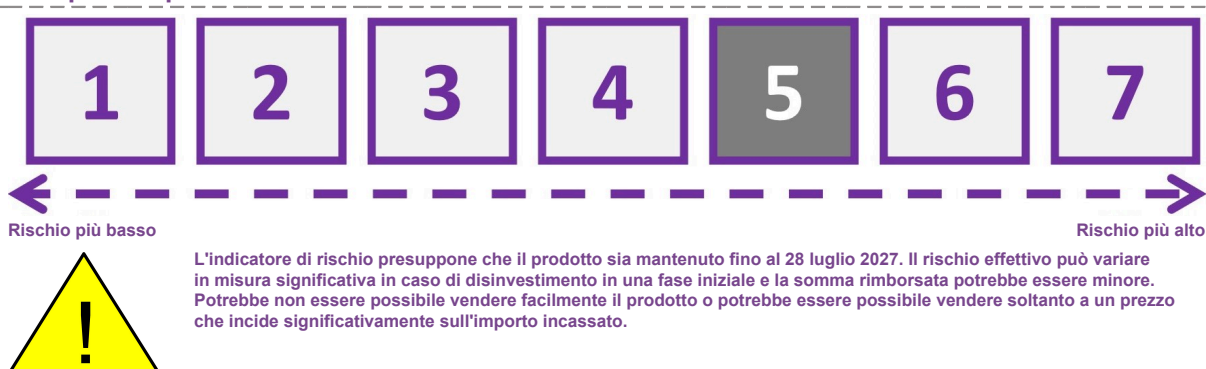 1 2 3 4 5 6 7
Rischio più basso Rischio più alto
L'indicatore di rischio presuppone che il prodotto sia mantenuto fino al 28 luglio 2027. Il rischio effettivo può variare
in misura significativa in caso di disinvestimento in una fase iniziale e la somma rimborsata potrebbe essere minore.
Potrebbe non essere possibile vendere facilmente il prodotto o potrebbe essere possibile vendere soltanto a un prezzo
che incide significativamente sull'importo incassato.
!